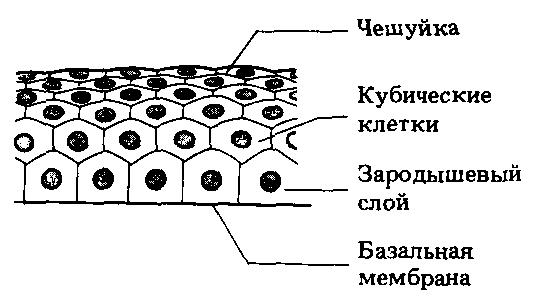 Чешуйка
Кубические
клетки
Зародышевый
слой
Базальная
мембрана